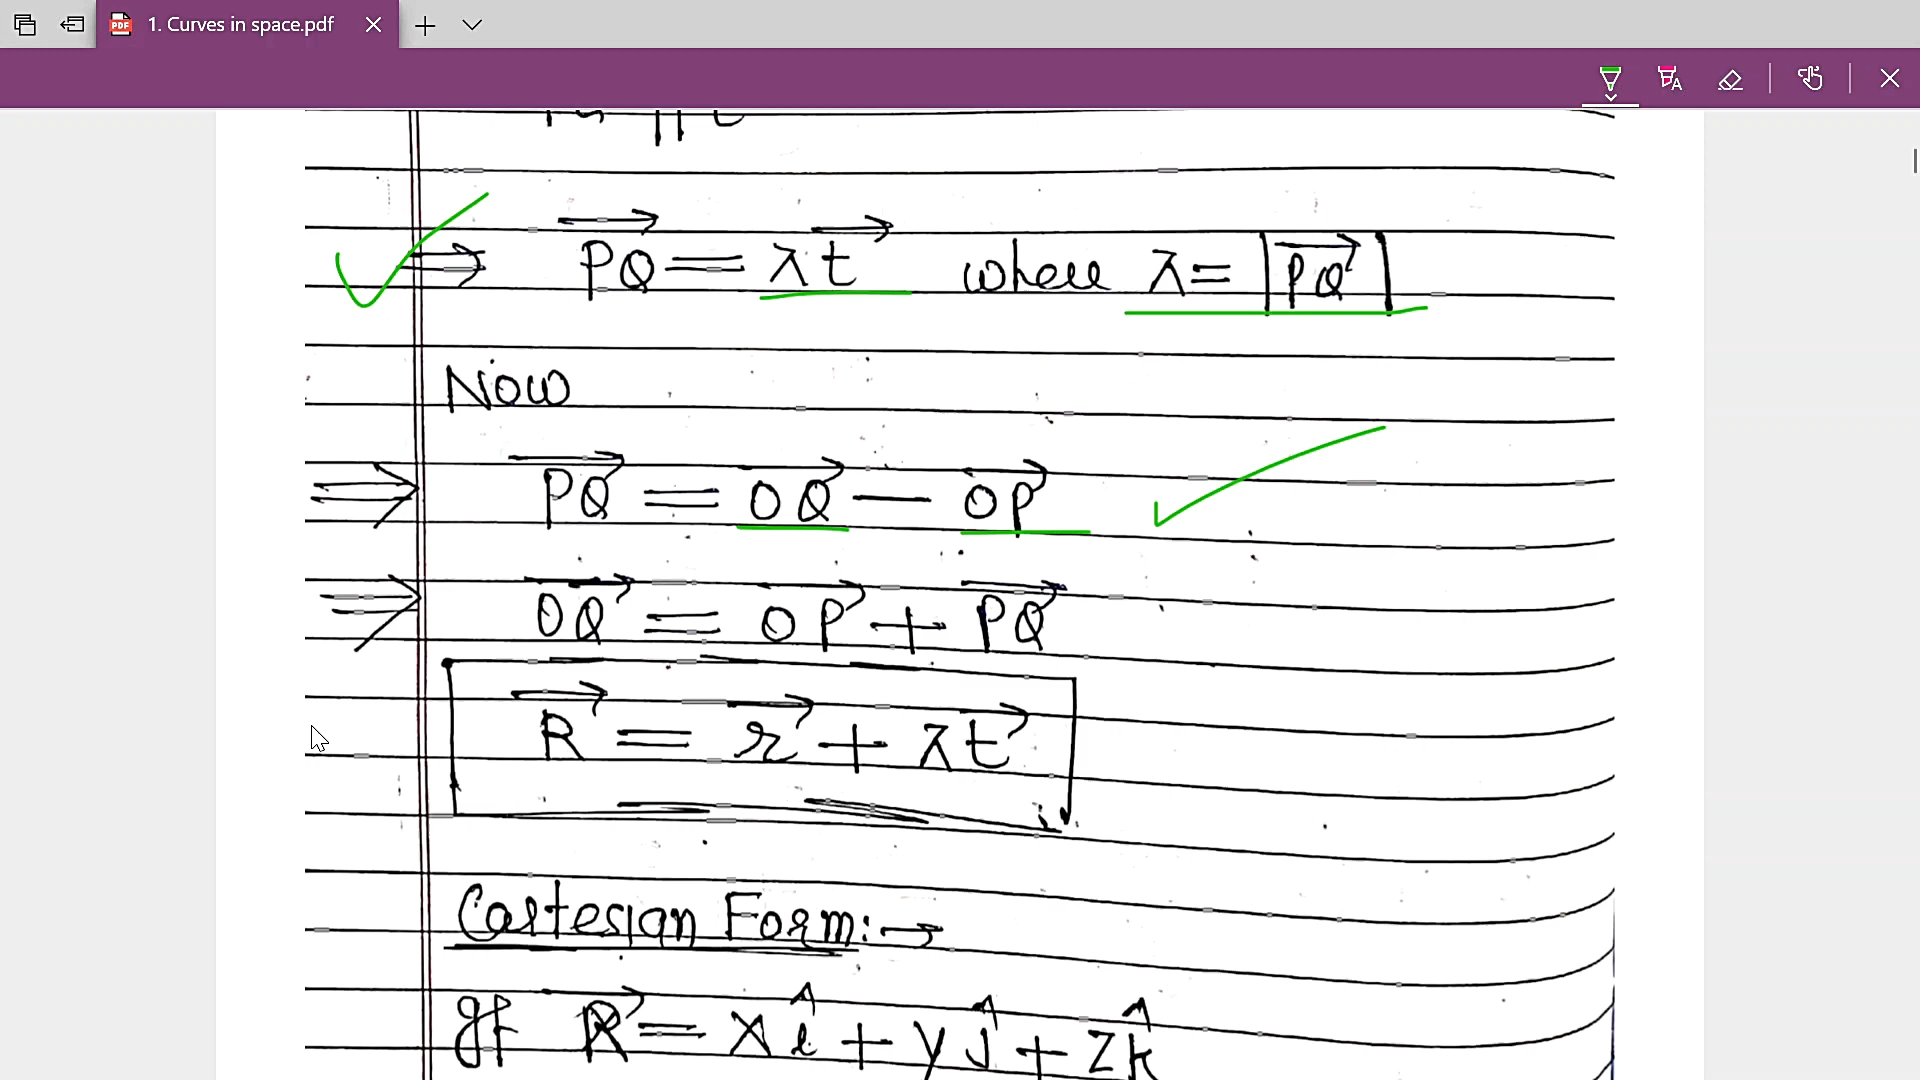 1. Curves in space.pdf
⇒ PQ⃗ = λt⃗ where λ = |PQ⃗|
Now
⇒ PQ⃗ = OQ⃗ — OP⃗
⇒ OQ⃗ = OP⃗ + PQ⃗
R⃗ = r⃗ + λt⃗
Cartesian Form:→
If R⃗ = Xî + Yĵ + Zk̂